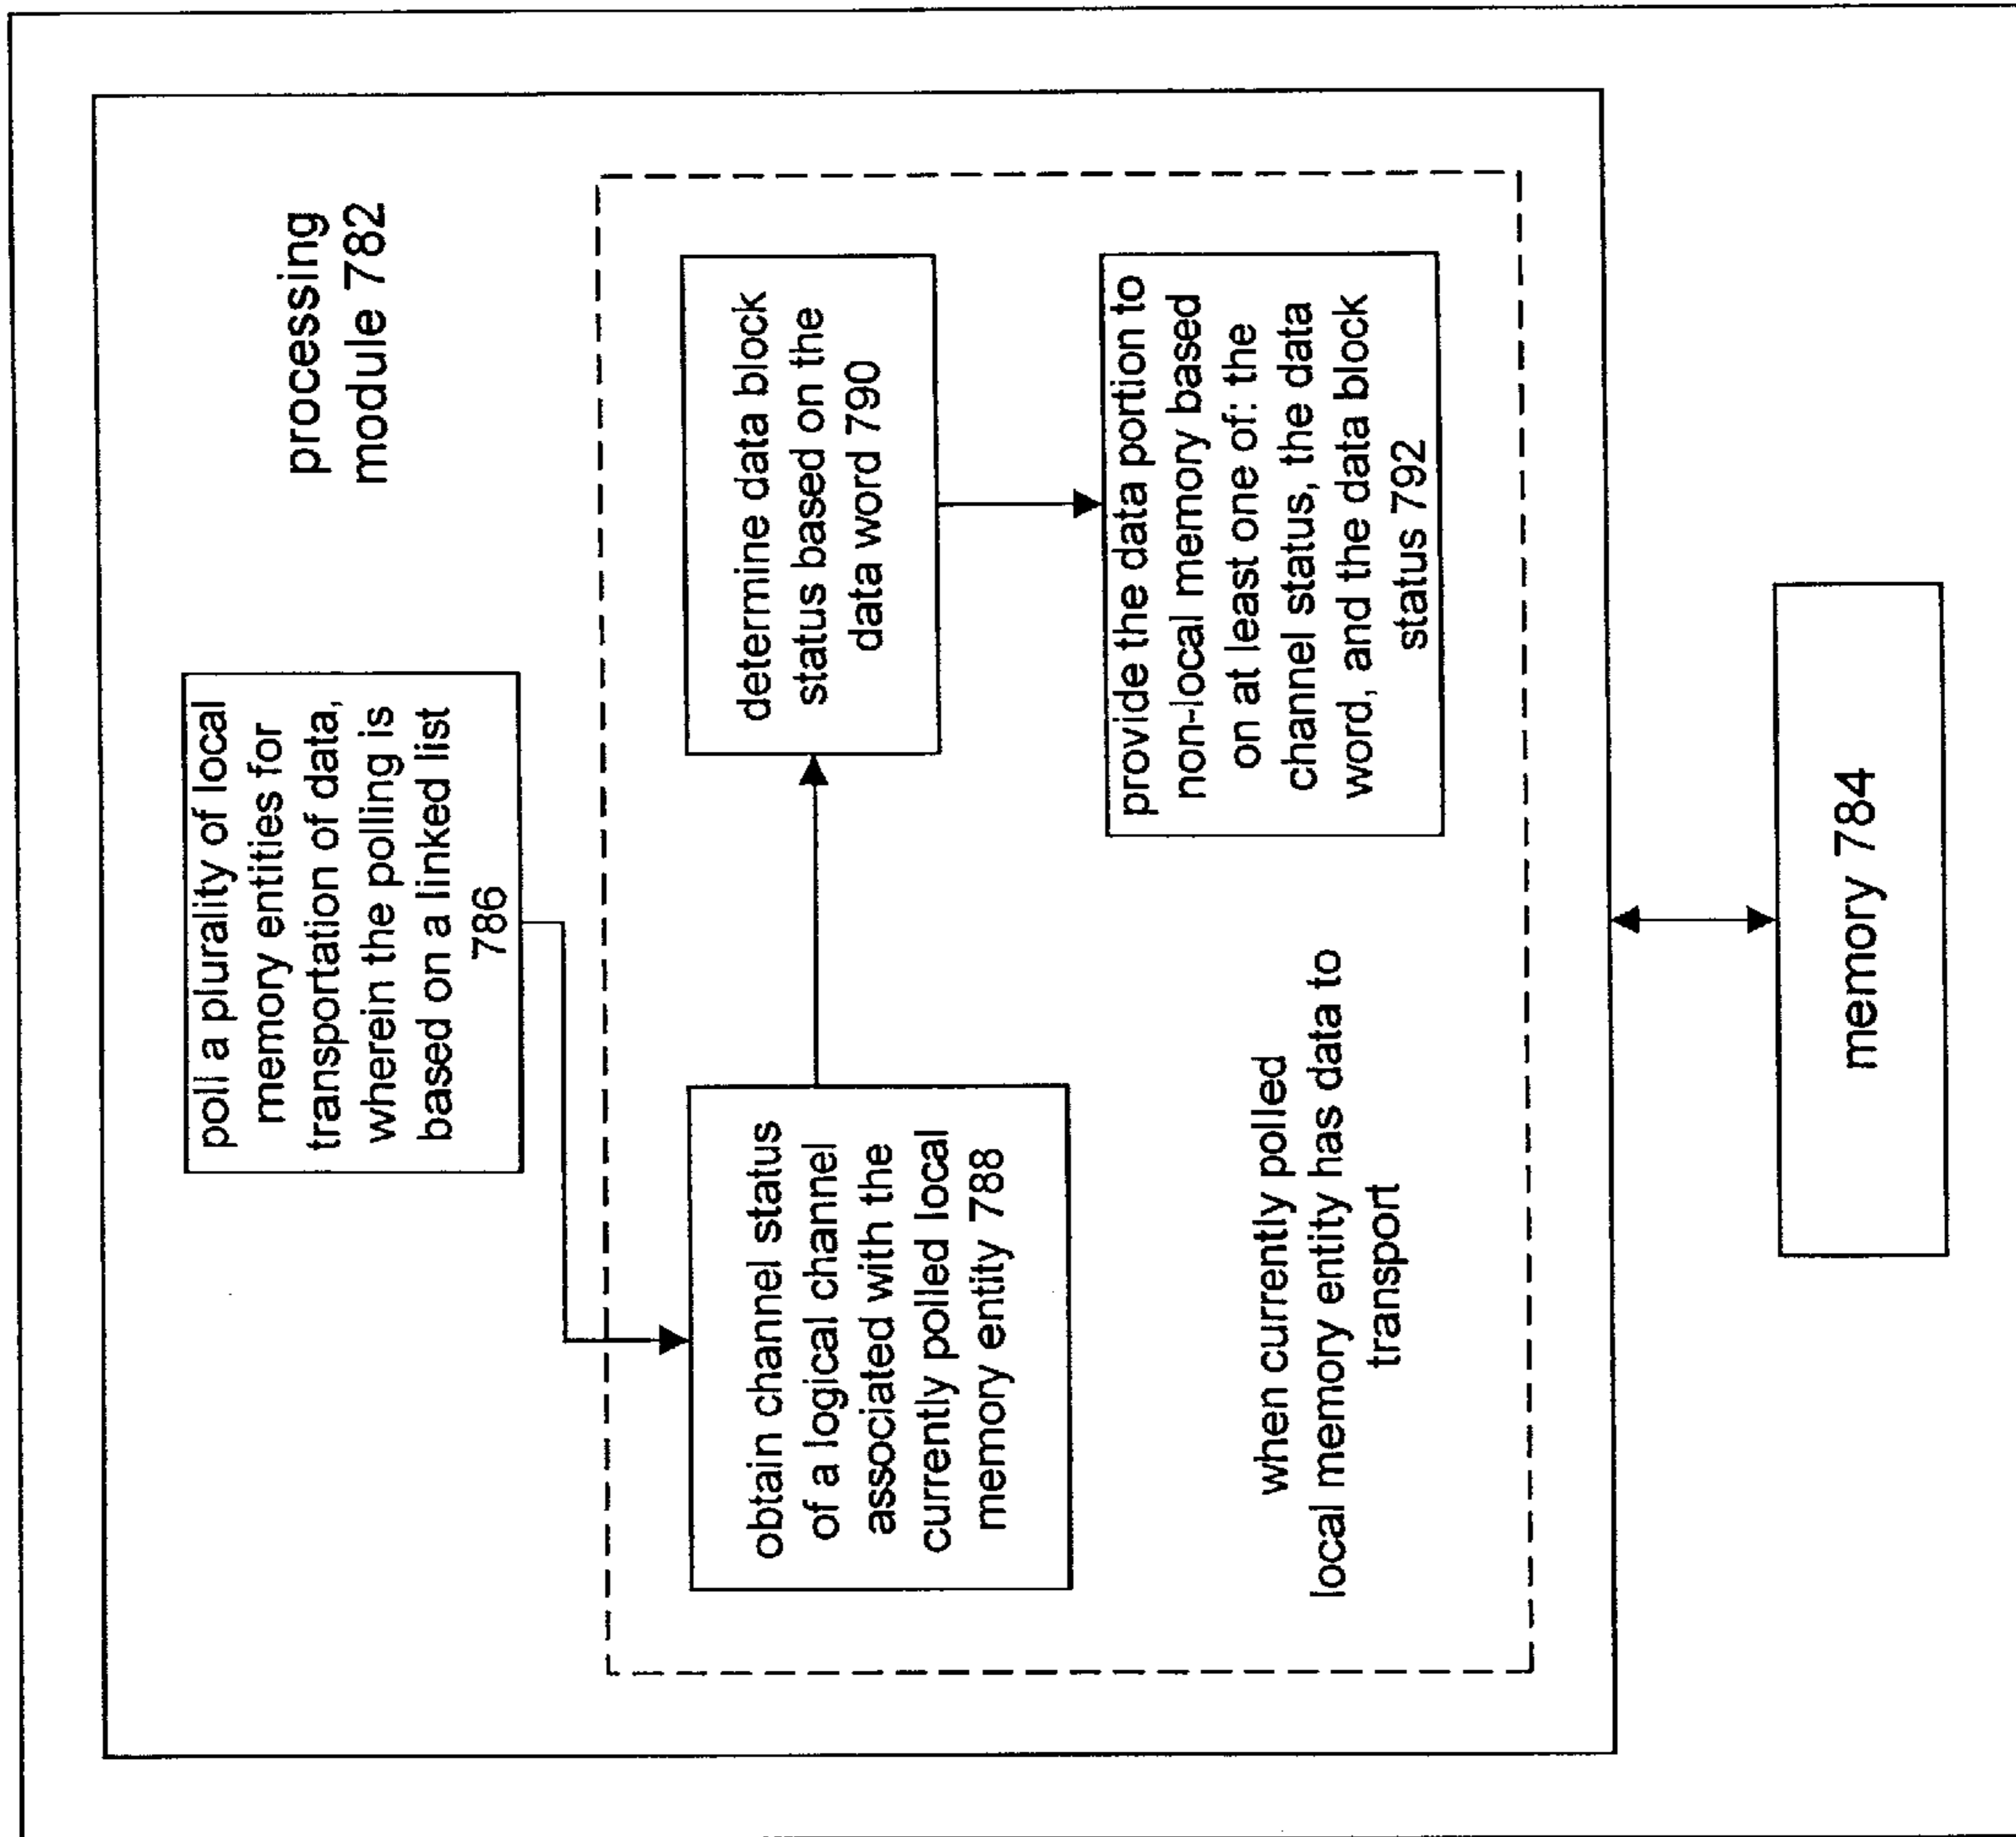 processing
module 782
poll a plurality of local
memory entities for
transportation of data,
wherein the polling is
based on a linked list
786
obtain channel status
of a logical channel
associated with the
currently polled local
memory entity 788
determine data block
status based on the
data word 790
provide the data portion to
non-local memory based
on at least one of: the
channel status, the data
word, and the data block
status 792
when currently polled
local memory entity has data to
transport
memory 784